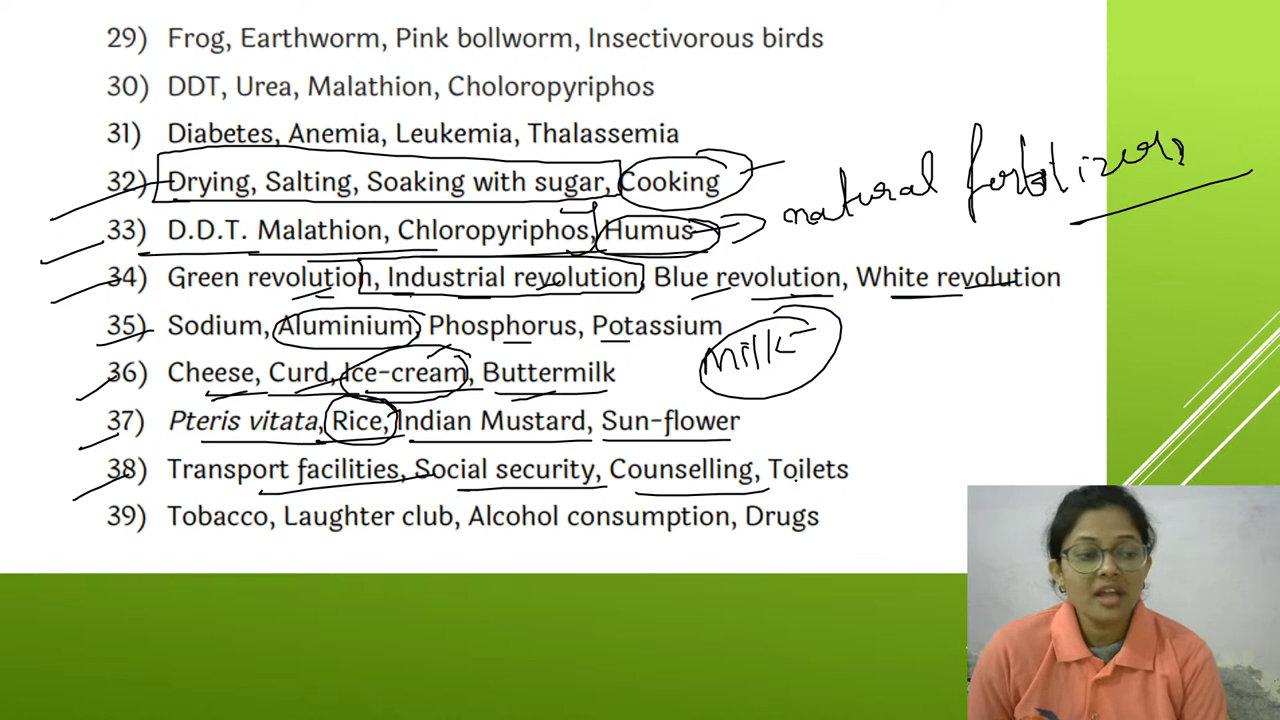 29) Frog, Earthworm, Pink bollworm, Insectivorous birds
30) DDT, Urea, Malathion, Choloropyriphos
31) Diabetes, Anemia, Leukemia, Thalassemia
32) Drying, Salting, Soaking with sugar, Cooking
33) D.D.T. Malathion, Chloropyriphos, Humus
natural fertilizers
34) Green revolution, Industrial revolution, Blue revolution, White revolution
35) Sodium, Aluminium, Phosphorus, Potassium
milk
36) Cheese, Curd, Ice-cream, Buttermilk
37) Pteris vitata, Rice, Indian Mustard, Sun-flower
38) Transport facilities, Social security, Counselling, Toilets
39) Tobacco, Laughter club, Alcohol consumption, Drugs